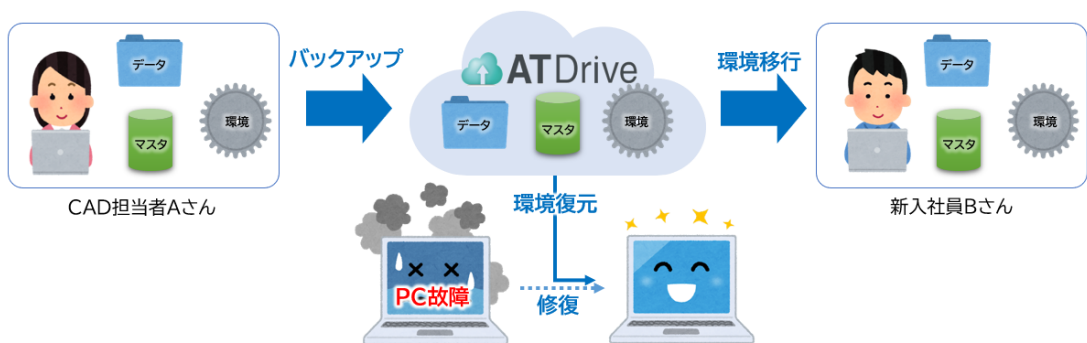 データ
マスタ
環境
CAD担当者Aさん
バックアップ
ATDrive
データ
マスタ
環境
環境移行
データ
マスタ
環境
新入社員Bさん
環境復元
PC故障
修復